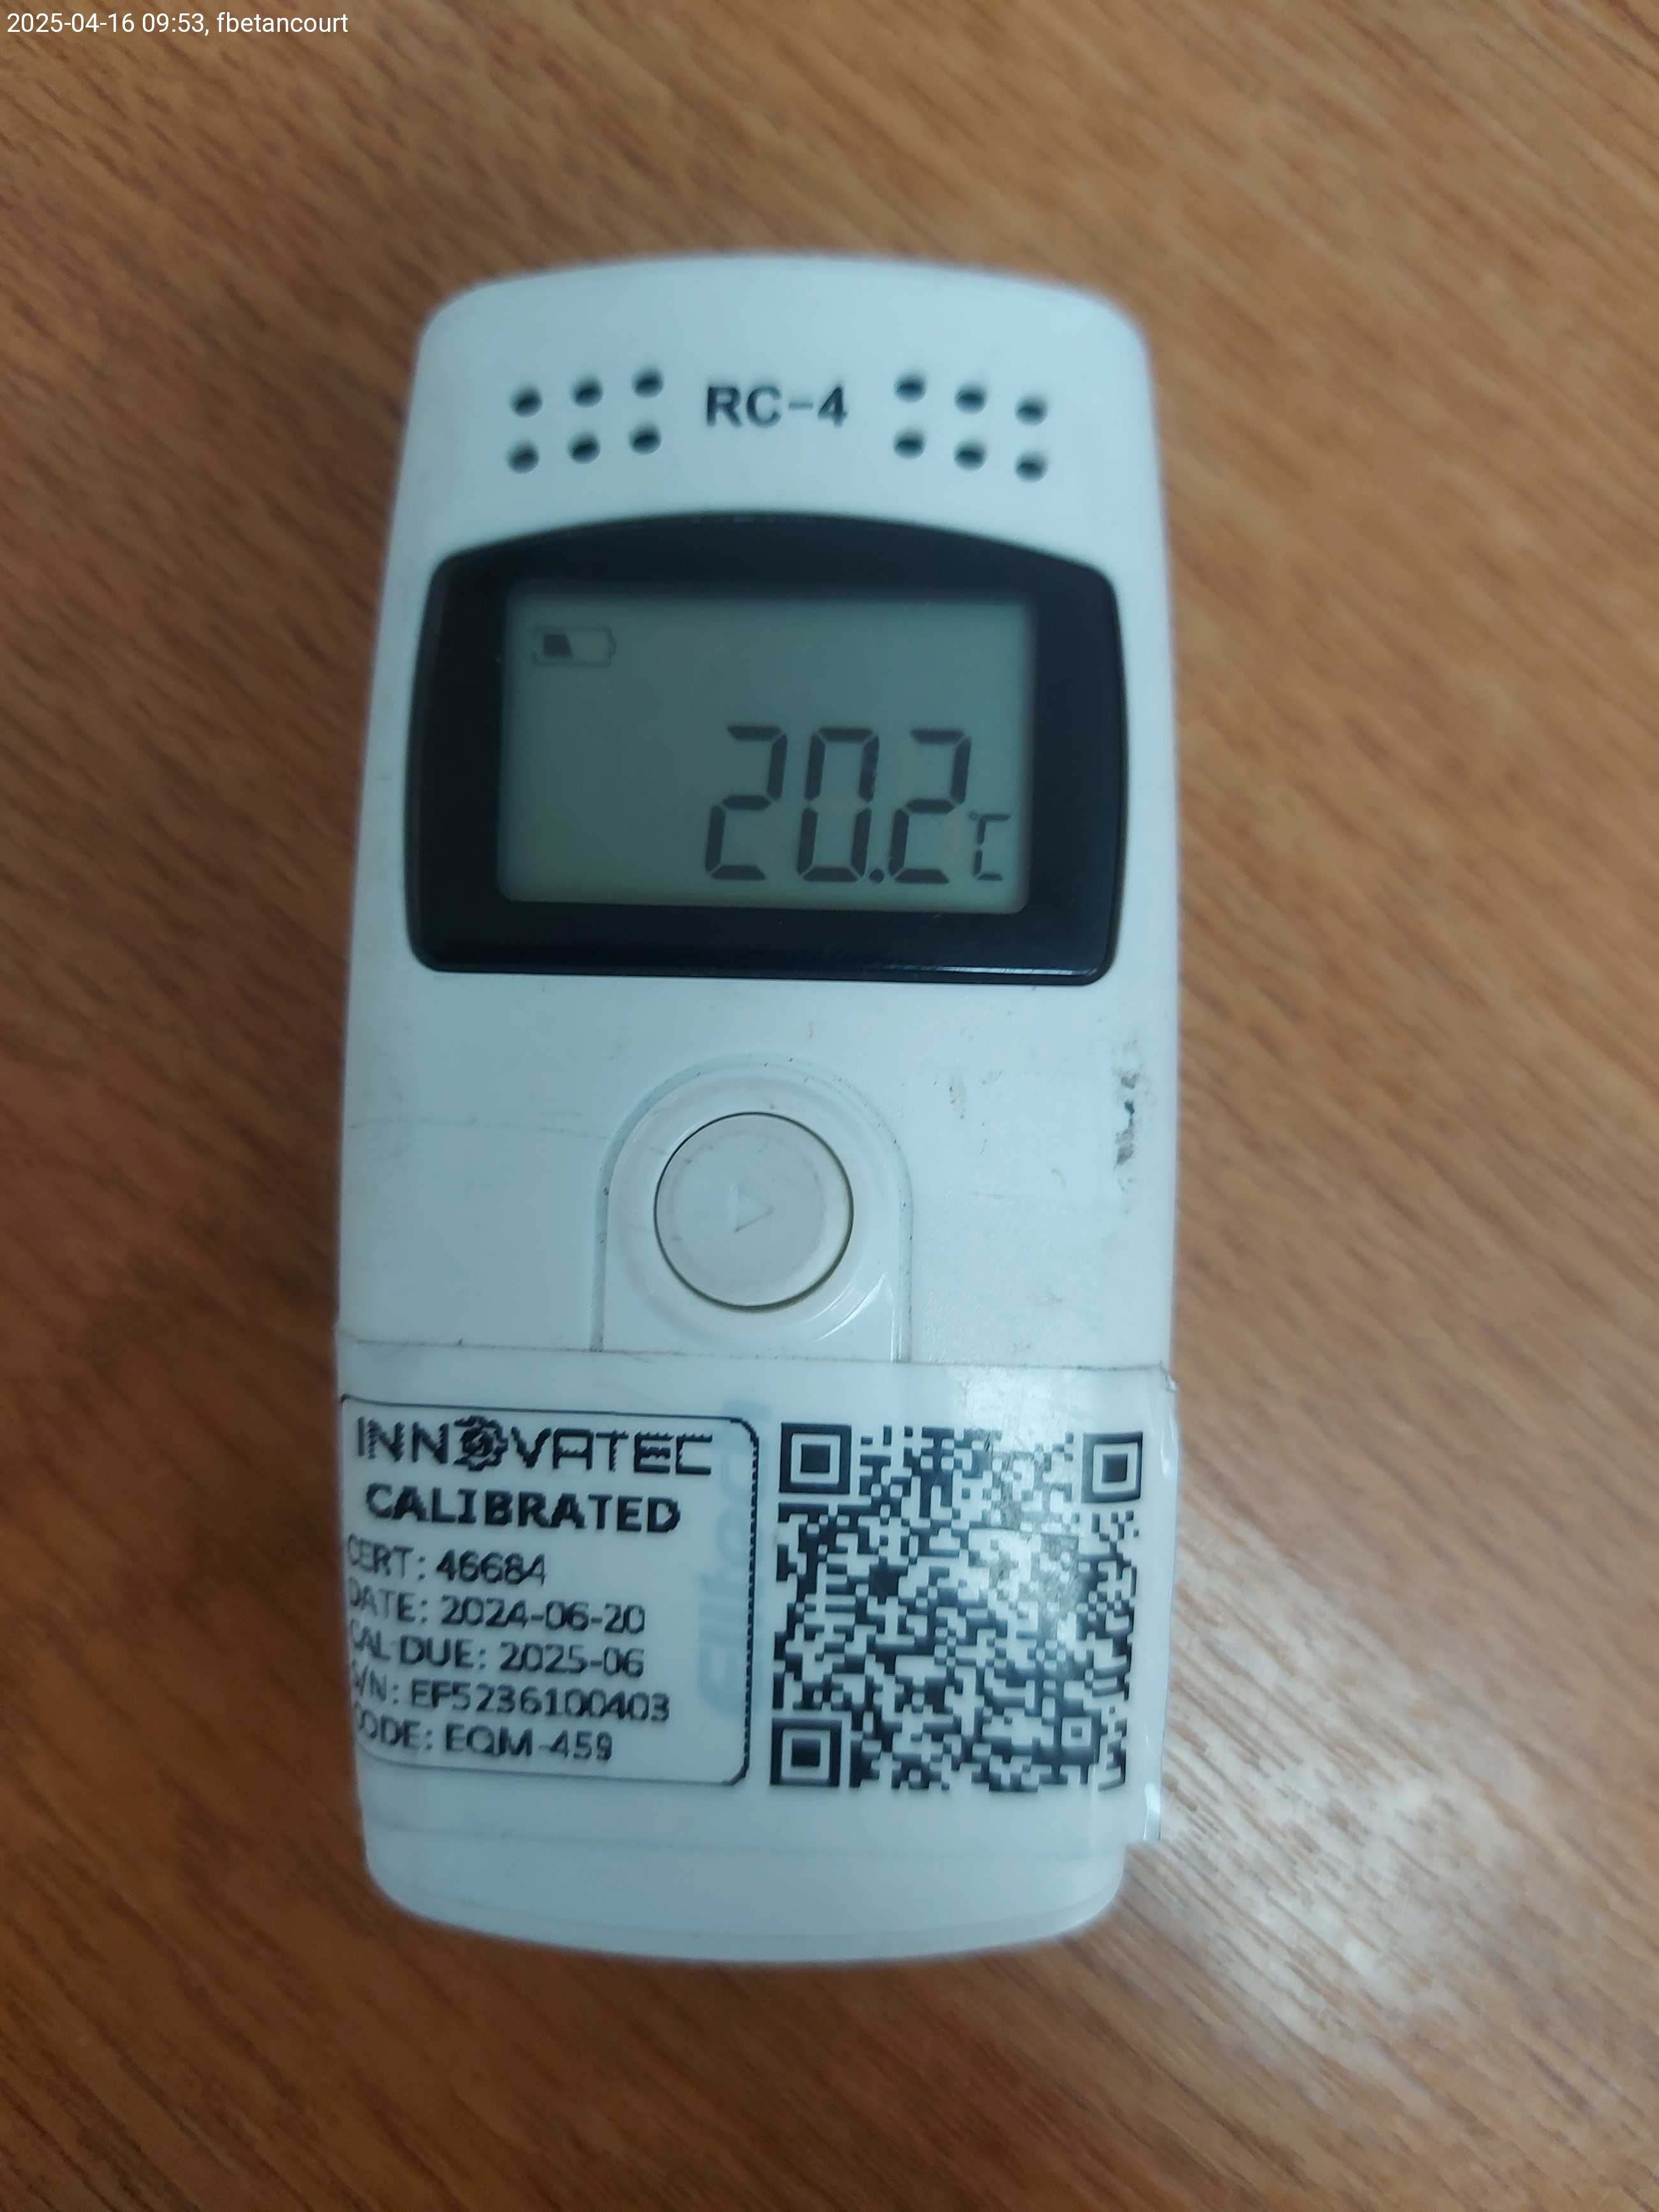 2025-04-16 09:53, fbetancourt
RC-4
20.2℃
INNOVATEC
CALIBRATED
CERT: 46684
DATE: 2024-06-20
CAL DUE: 2025-06
S/N: EF5236100403
CODE: EQM-459
Elitech